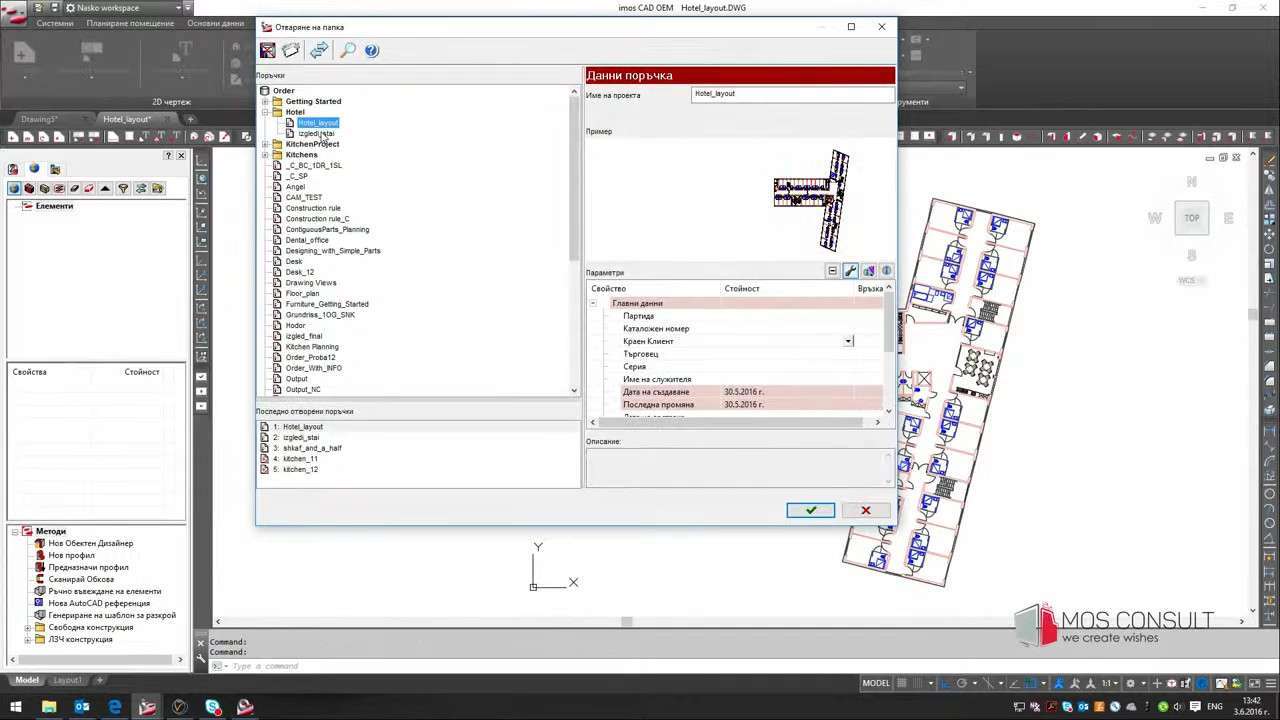 Nasko workspace
imos CAD OEM Hotel_layout.DWG
Системи Планиране помещение Основни данни
2D чертеж
Drawing3*
Hotel_layout*
Отваряне на папка
Поръчки
Order
Getting Started
Hotel
Hotel_layout
izgledi_stai
KitchenProject
Kitchens
_C_BC_1DR_1SL
_C_SP
Angel
CAM_TEST
Construction rule
Construction rule_C
ContiguousParts_Planning
Dental_office
Designing_with_Simple_Parts
Desk
Desk_12
Drawing Views
Floor_plan
Furniture_Getting_Started
Grundriss_1OG_SNK
Hodor
izgled_final
Kitchen Planning
Order_Proba12
Order_With_INFO
Output
Output_NC
Последно отворени поръчки
1: Hotel_layout
2: izgledi_stai
3: shkaf_and_a_half
4: kitchen_11
5: kitchen_12
Данни поръчка
Име на проекта Hotel_layout
Пример
Параметри
Свойство Стойност Връзка
Главни данни
Партида
Каталожен номер
Краен Клиент
Търговец
Серия
Име на служителя
Дата на създаване 30.5.2016 г.
Последна промяна 30.5.2016 г.
Описание:
Елементи
Свойства Стойност
Методи
Нов Обектен Дизайнер
Нов профил
Предназначи профил
Сканирай Обкова
Ръчно въвеждане на елементи
Нова AutoCAD референция
Генериране на шаблон за разкрой
Свободна конструкция
ЛЗЧ конструкция
N
W TOP E
S
WCS
Y
X
MOS CONSULT
we create wishes
Command:
Command:
Type a command
Model Layout1
MODEL
1:1
ENG
13:42
3.6.2016 г.